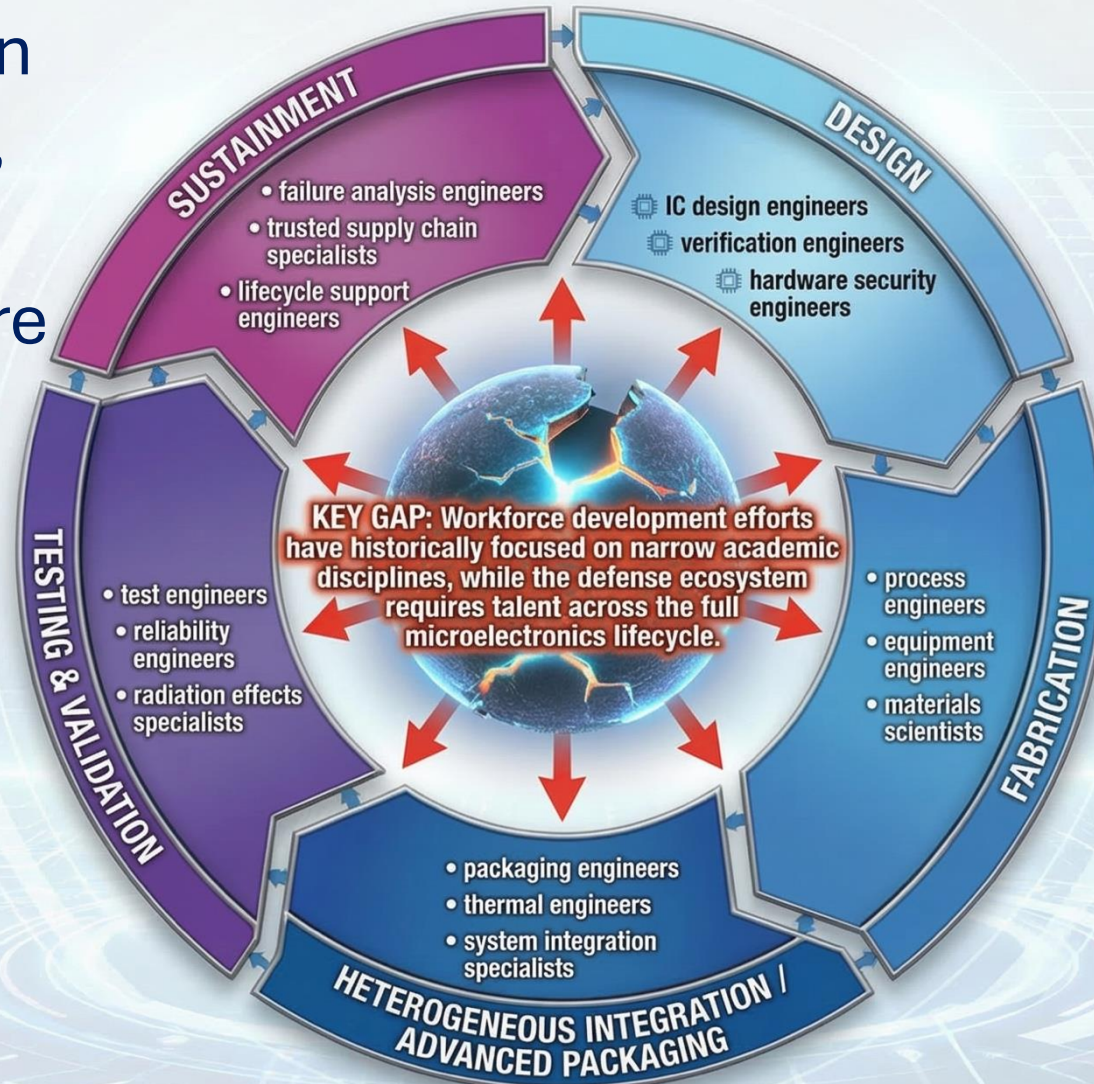 n
,
re
SUSTAINMENT
• failure analysis engineers
• trusted supply chain
specialists
• lifecycle support
engineers
DESIGN
IC design engineers
verification engineers
hardware security
engineers
FABRICATION
• process
engineers
• equipment
engineers
• materials
scientists
HETEROGENEOUS INTEGRATION /
ADVANCED PACKAGING
• packaging engineers
• thermal engineers
• system integration
specialists
TESTING & VALIDATION
• test engineers
• reliability
engineers
• radiation effects
specialists
KEY GAP: Workforce development efforts
have historically focused on narrow academic
disciplines, while the defense ecosystem
requires talent across the full
microelectronics lifecycle.